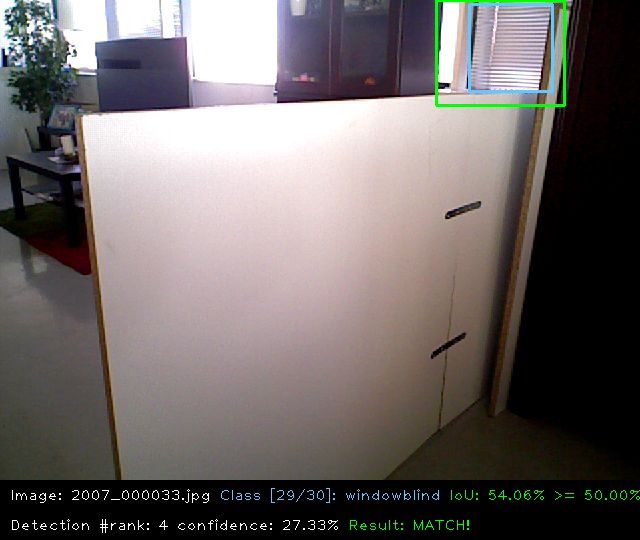 Image: 2007_000033.jpg Class [29/30]: windowblind IoU: 54.06% >= 50.00%
Detection #rank: 4 confidence: 27.33% Result: MATCH!